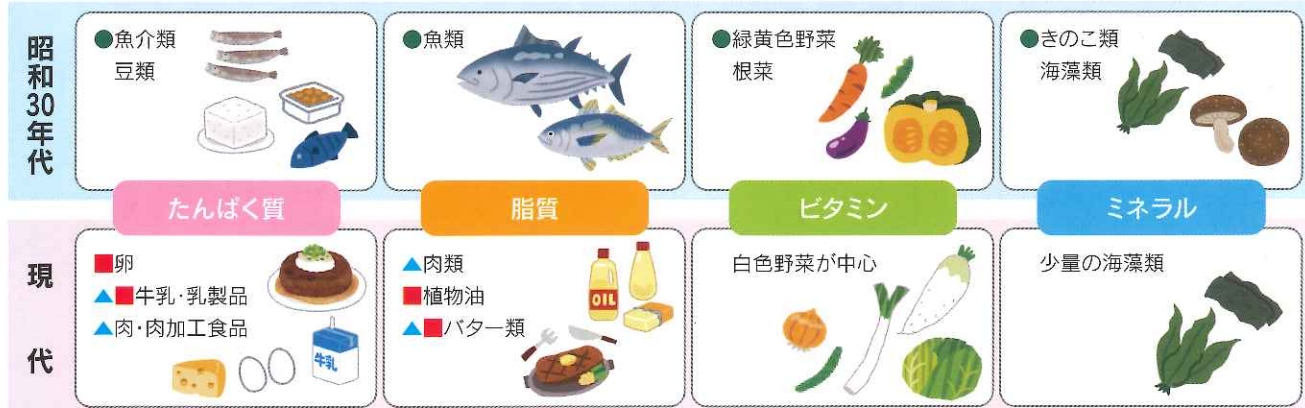 昭和30年代
●魚介類
豆類
●魚類
●緑黄色野菜
根菜
●きのこ類
海藻類
たんぱく質
脂質
ビタミン
ミネラル
現代
■卵
▲■牛乳・乳製品
▲肉・肉加工食品
牛乳
▲肉類
■植物油
▲■バター類
OIL
白色野菜が中心
少量の海藻類